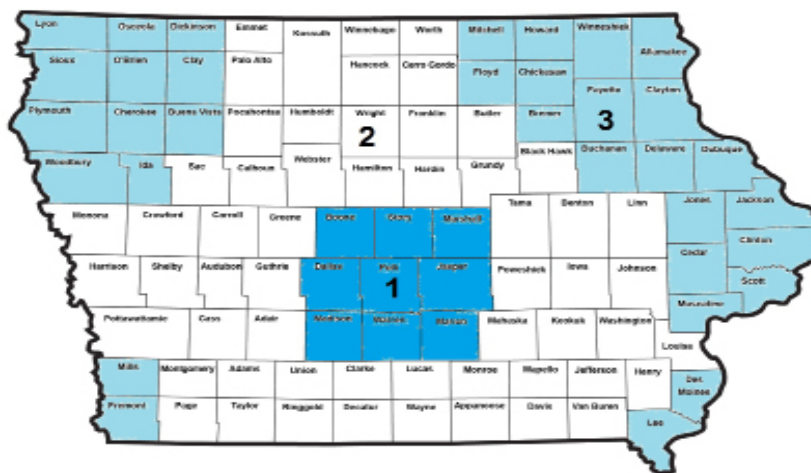 Lyon Osceola Dickinson Emmet Kossuth Winnebago Worth Mitchell Howard Winneshiek Allamakee
Sioux O'Brien Clay Palo Alto Hancock Cerro Gordo Floyd Chickasaw Fayette Clayton
Plymouth Cherokee Buena Vista Pocahontas Humboldt Wright Franklin Butler Bremer
2
3
Woodbury Ida Sac Calhoun Webster Hamilton Hardin Grundy Black Hawk Buchanan Delaware Dubuque
Monona Crawford Carroll Greene Boone Story Marshall Tama Benton Linn Jones Jackson
Harrison Shelby Audubon Guthrie Dallas Polk Jasper Poweshiek Iowa Johnson Cedar Clinton
Scott
1
Pottawattamie Cass Adair Madison Warren Marion Mahaska Keokuk Washington Muscatine
Louisa
Mills Montgomery Adams Union Clarke Lucas Monroe Wapello Jefferson Henry Des
Moines
Fremont Page Taylor Ringgold Decatur Wayne Appanoose Davis Van Buren Lee